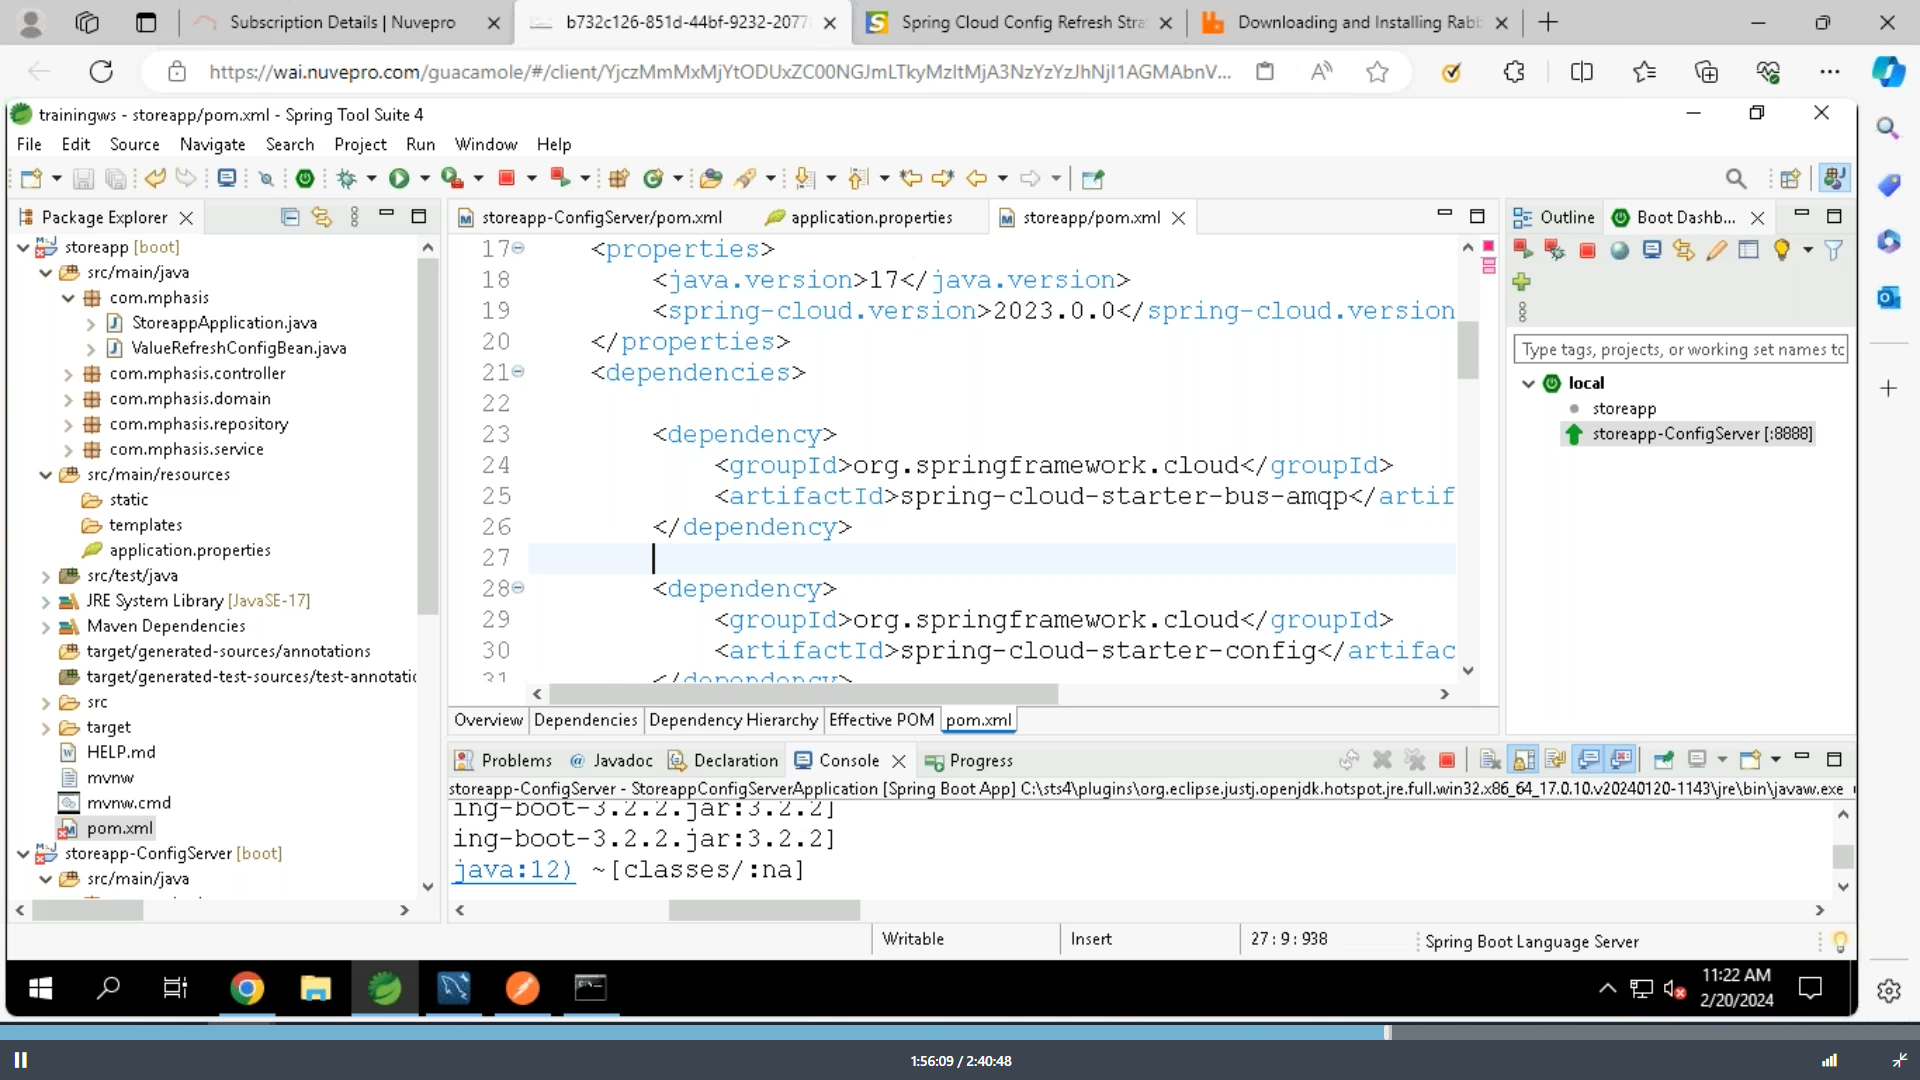 Subscription Details | Nuvepro
b732c126-851d-44bf-9232-2077
Spring Cloud Config Refresh Stra
Downloading and Installing Rabb
https://wai.nuvepro.com/guacamole/#/client/
trainingws - storeapp/pom.xml - Spring Tool Suite 4
File Edit Source Navigate Search Project Run Window Help
Package Explorer
storeapp [boot]
src/main/java
com.mphasis
StoreappApplication.java
ValueRefreshConfigBean.java
com.mphasis.controller
com.mphasis.domain
com.mphasis.repository
com.mphasis.service
src/main/resources
static
templates
application.properties
src/test/java
JRE System Library [JavaSE-17]
Maven Dependencies
target/generated-sources/annotations
target/generated-test-sources/test-annotatic
src
target
HELP.md
mvnw
mvnw.cmd
pom.xml
storeapp-ConfigServer [boot]
src/main/java
storeapp-ConfigServer/pom.xml
application.properties
storeapp/pom.xml
17 <properties>
18 <java.version>17</java.version>
19 <spring-cloud.version>2023.0.0</spring-cloud.version
20 </properties>
21 <dependencies>
22
23 <dependency>
24 <groupId>org.springframework.cloud</groupId>
25 <artifactId>spring-cloud-starter-bus-amqp</artif
26 </dependency>
27
28 <dependency>
29 <groupId>org.springframework.cloud</groupId>
30 <artifactId>spring-cloud-starter-config</artifac
31 </dependency>
Overview Dependencies Dependency Hierarchy Effective POM pom.xml
Outline
Boot Dashb...
Type tags, projects, or working set names tc
local
storeapp
storeapp-ConfigServer [:8888]
Problems @ Javadoc Declaration Console Progress
storeapp-ConfigServer - StoreappConfigServerApplication [Spring Boot App] C:\sts4\plugins\org.eclipse.justj.openjdk.hotspot.jre.full.win32.x86_64_17.0.10.v20240120-1143\jre\bin\javaw.exe
ing-boot-3.2.2.jar:3.2.2]
ing-boot-3.2.2.jar:3.2.2]
java:12) ~[classes/:na]
Writable
Insert
27 : 9 : 938
Spring Boot Language Server
11:22 AM
2/20/2024
1:56:09 / 2:40:48